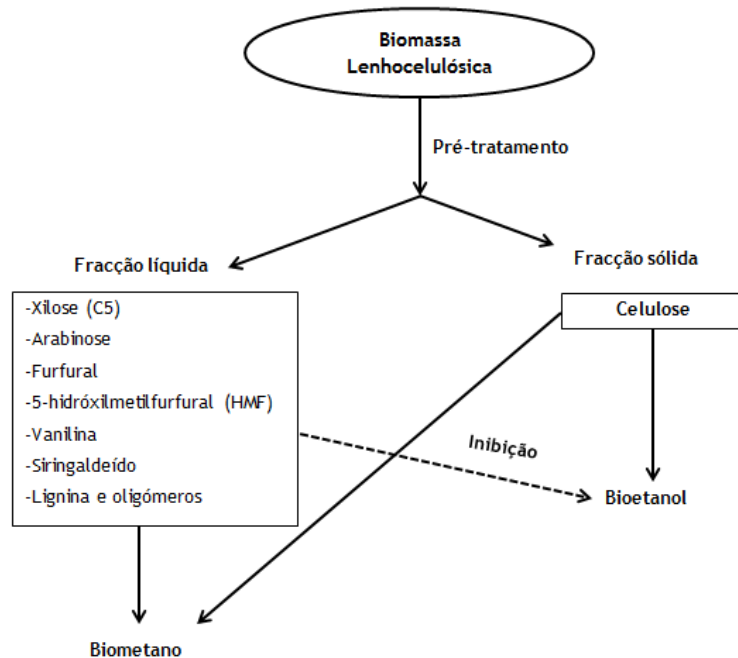 Biomassa
Lenhocelulósica
Pré-tratamento
Fracção líquida
Fracção sólida
-Xilose (C5)
-Arabinose
-Furfural
-5-hidróxilmetilfurfural (HMF)
-Vanilina
-Siringaldeído
-Lignina e oligómeros
Celulose
Inibição
Bioetanol
Biometano